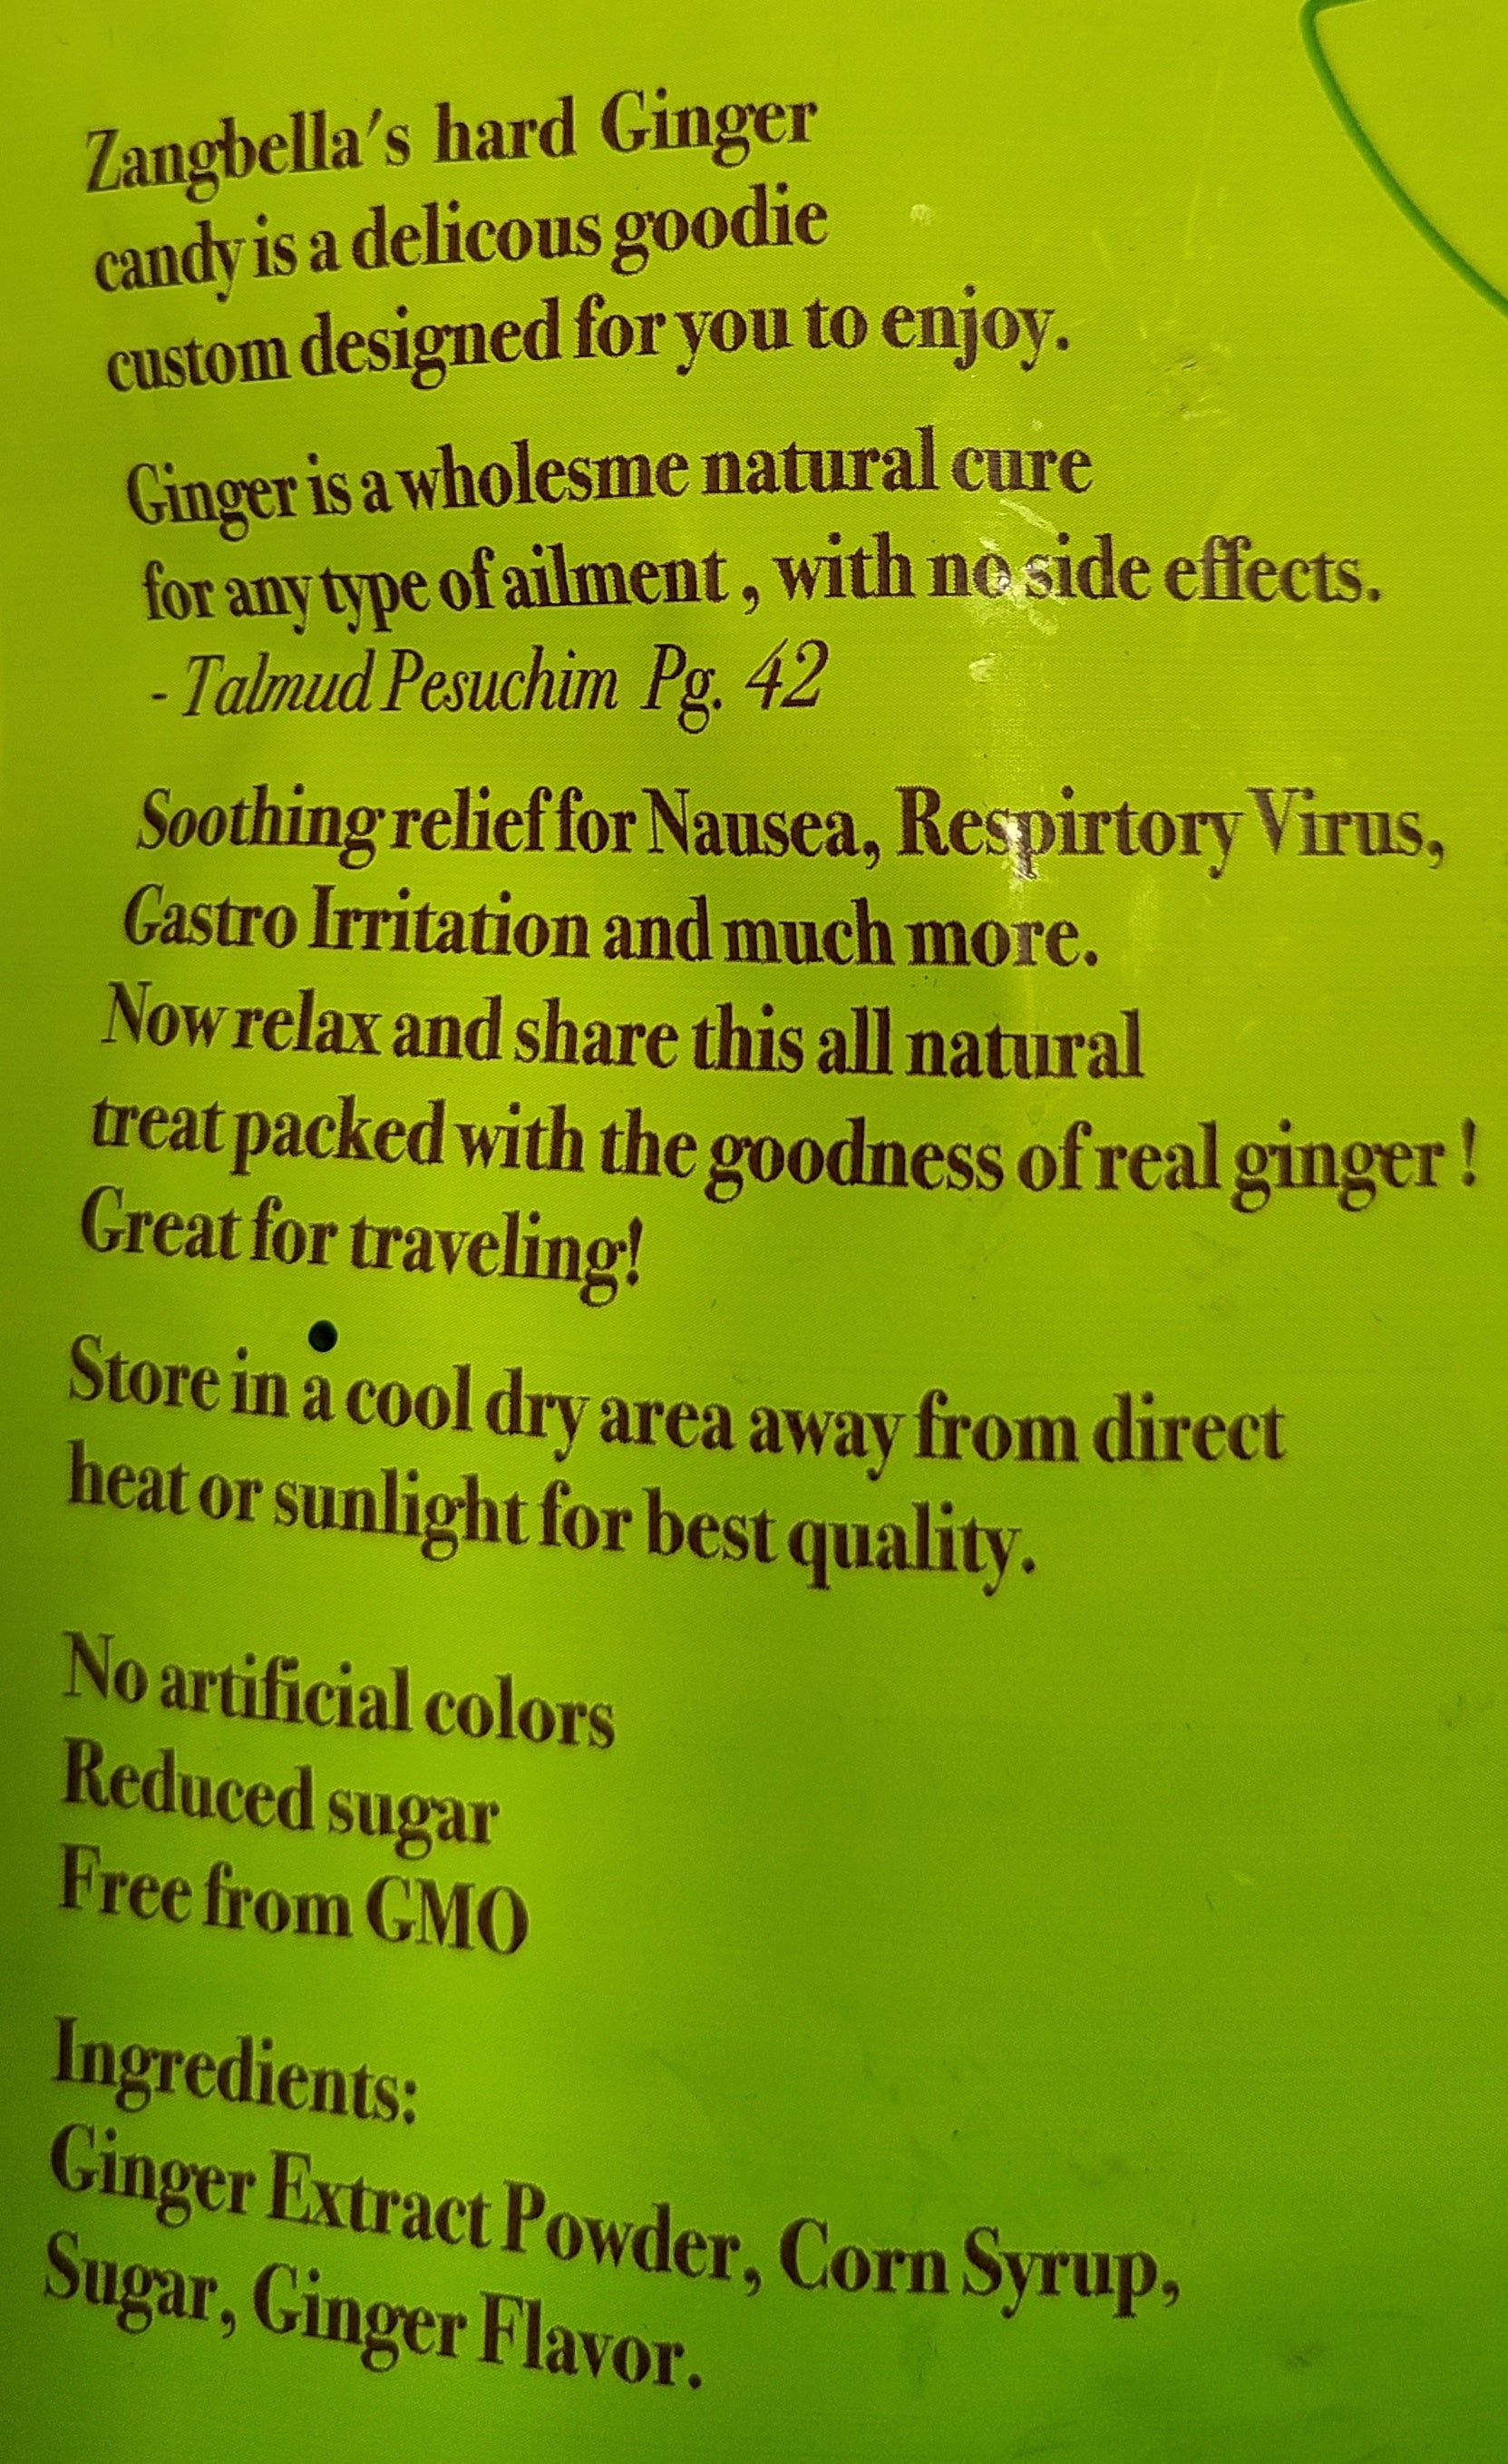 Zangbella's hard Ginger
candy is a delicous goodie
custom designed for you to enjoy.
Ginger is a wholesme natural cure
for any type of ailment , with no side effects.
- Talmud Pesuchim Pg. 42
Soothing relief for Nausea, Respirtory Virus,
Gastro Irritation and much more.
Now relax and share this all natural
treat packed with the goodness of real ginger !
Great for traveling!
Store in a cool dry area away from direct
heat or sunlight for best quality.
No artificial colors
Reduced sugar
Free from GMO
Ingredients:
Ginger Extract Powder, Corn Syrup,
Sugar, Ginger Flavor.